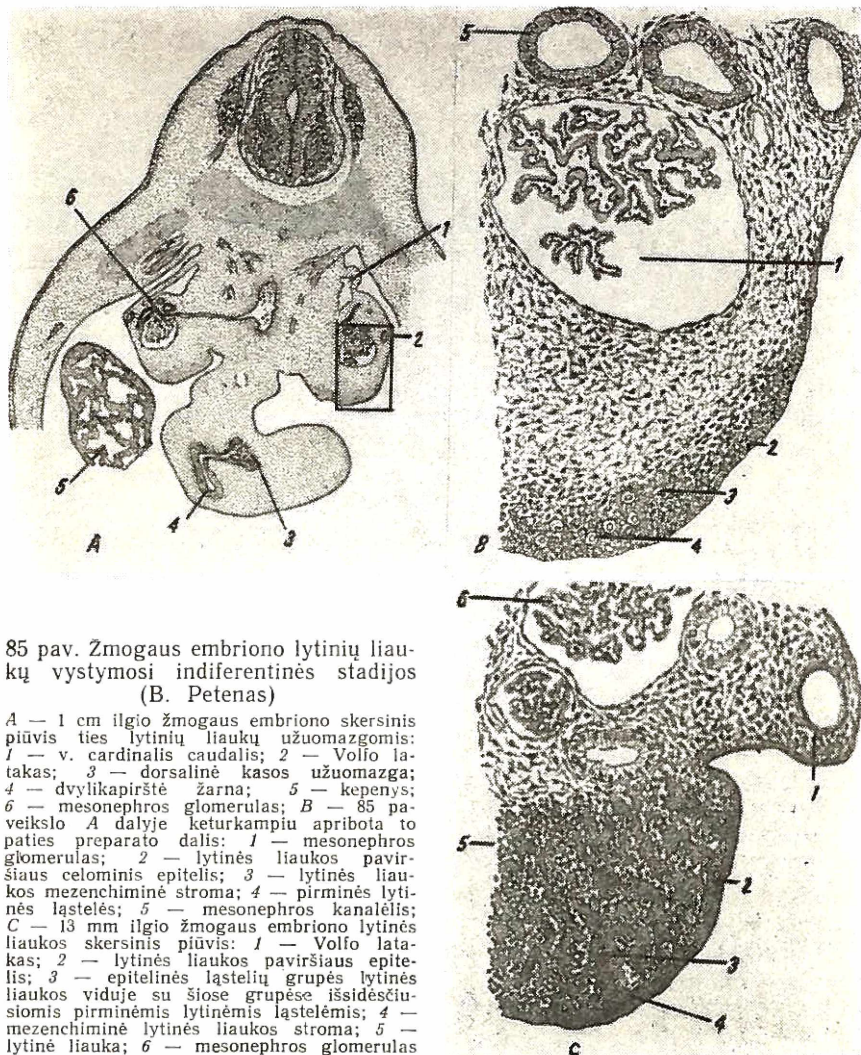 6
1
2
5
4
3
A
5
1
2
3
4
B
6
1
5
2
3
4
C
85 pav. Žmogaus embriono lytinių liau-
kų vystymosi indiferentinės stadijos
(B. Petenas)
A — 1 cm ilgio žmogaus embriono skersinis
piūvis ties lytinių liaukų užuomazgomis:
1 — v. cardinalis caudalis; 2 — Volfo la-
takas; 3 — dorsalinė kasos užuomazga;
4 — dvylikapirštė žarna; 5 — kepenys;
6 — mesonephros glomerulas; B — 85 pa-
veikslo A dalyje keturkampiu apribota to
paties preparato dalis: 1 — mesonephros
glomerulas; 2 — lytinės liaukos pavir-
šiaus celominis epitelis; 3 — lytinės liau-
kos mezenchiminė stroma; 4 — pirminės lyti-
nės ląstelės; 5 — mesonephros kanalėlis;
C — 13 mm ilgio žmogaus embriono lytinės
liaukos skersinis piūvis: 1 — Volfo lata-
kas; 2 — lytinės liaukos paviršiaus epite-
lis; 3 — epitelinės ląstelių grupės lytinės
liaukos viduje su šiose grupėse išsidėsčiu-
siomis pirminėmis lytinėmis ląstelėmis; 4 —
mezenchiminė lytinės liaukos stroma; 5 —
lytinė liauka; 6 — mesonephros glomerulas